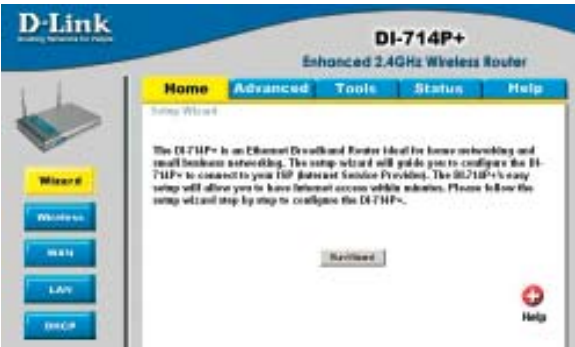 D-Link
Building Networks for People
DI-714P+
Enhanced 2.4GHz Wireless Router
Home Advanced Tools Status Help
Setup Wizard
The DI-714P+ is an Ethernet Broadband Router ideal for home networking and
small business networking. The setup wizard will guide you to configure the DI-
714P+ to connect to your ISP (Internet Service Provider). The DI-714P+'s easy
setup will allow you to have Internet access within minutes. Please follow the
setup wizard step by step to configure the DI-714P+.
Wizard
Wireless
WAN
LAN
DHCP
Run Wizard
Help